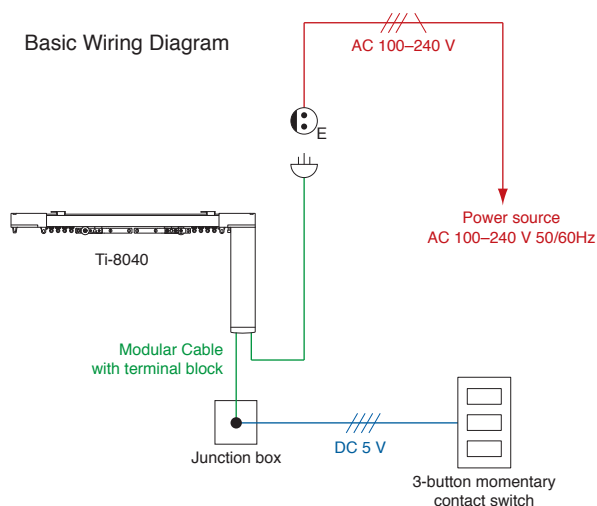 Basic Wiring Diagram
AC 100–240 V
E
Power source
AC 100–240 V 50/60Hz
Ti-8040
Modular Cable
with terminal block
Junction box
DC 5 V
3-button momentary
contact switch